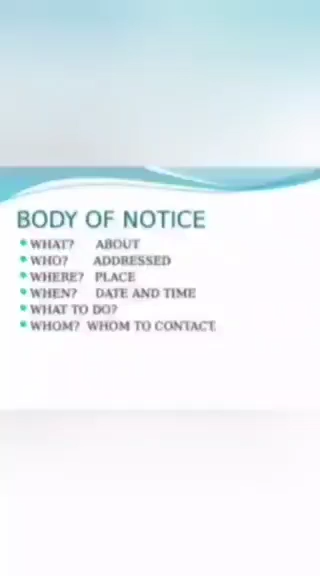 BODY OF NOTICE
WHAT? ABOUT
WHO? ADDRESSED
WHERE? PLACE
WHEN? DATE AND TIME
WHAT TO DO?
WHOM? WHOM TO CONTACT